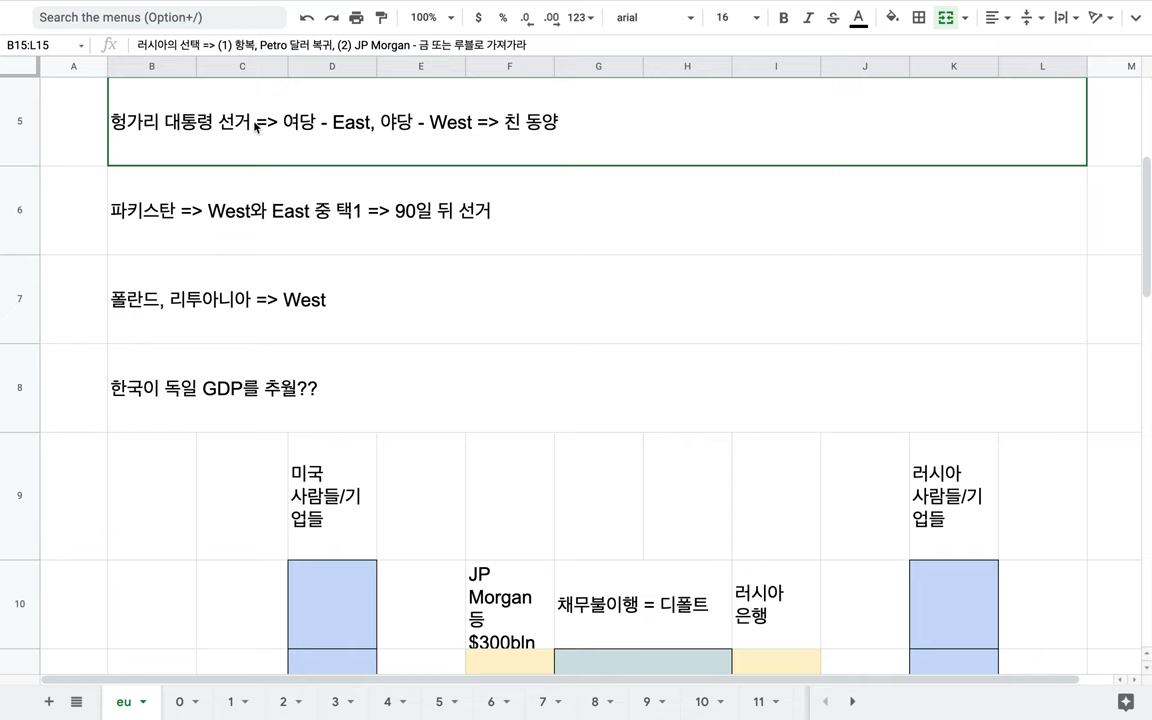 Search the menus (Option+/)
100%
$
%
.0
.00
123
arial
16
B
I
S
A
B15:L15
fx
러시아의 선택 => (1) 항복, Petro 달러 복귀, (2) JP Morgan - 금 또는 루블로 가져가라
A B C D E F G H I J K L M
5
헝가리 대통령 선거 => 여당 - East, 야당 - West => 친 동양
6
파키스탄 => West와 East 중 택1 => 90일 뒤 선거
7
폴란드, 리투아니아 => West
8
한국이 독일 GDP를 추월??
9
미국
사람들/기
업들
러시아
사람들/기
업들
10
JP
Morgan
등
$300bln
채무불이행 = 디폴트
러시아
은행
eu 0 1 2 3 4 5 6 7 8 9 10 11